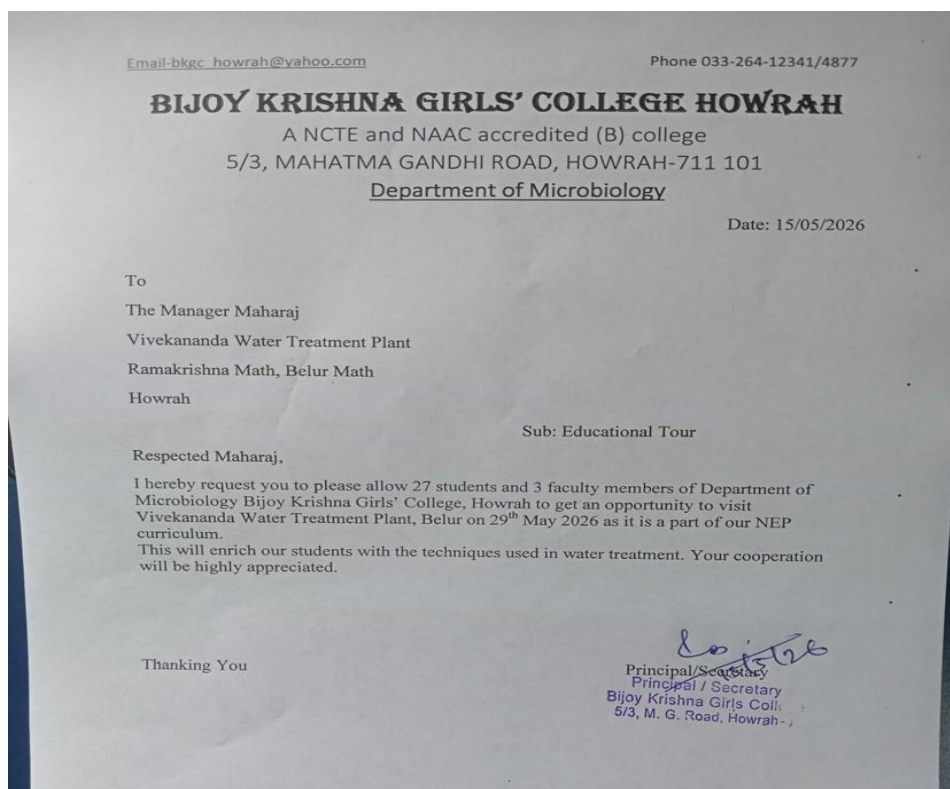 Email-bkgc_howrah@yahoo.com Phone 033-264-12341/4877
BIJOY KRISHNA GIRLS' COLLEGE HOWRAH
A NCTE and NAAC accredited (B) college
5/3, MAHATMA GANDHI ROAD, HOWRAH-711 101
Department of Microbiology
Date: 15/05/2026
To
The Manager Maharaj
Vivekananda Water Treatment Plant
Ramakrishna Math, Belur Math
Howrah
Sub: Educational Tour
Respected Maharaj,
I hereby request you to please allow 27 students and 3 faculty members of Department of
Microbiology Bijoy Krishna Girls' College, Howrah to get an opportunity to visit
Vivekananda Water Treatment Plant, Belur on 29th May 2026 as it is a part of our NEP
curriculum.
This will enrich our students with the techniques used in water treatment. Your cooperation
will be highly appreciated.
Thanking You
Principal/Secretary
Principal / Secretary
Bijoy Krishna Girls Coll
5/3, M. G. Road, Howrah-